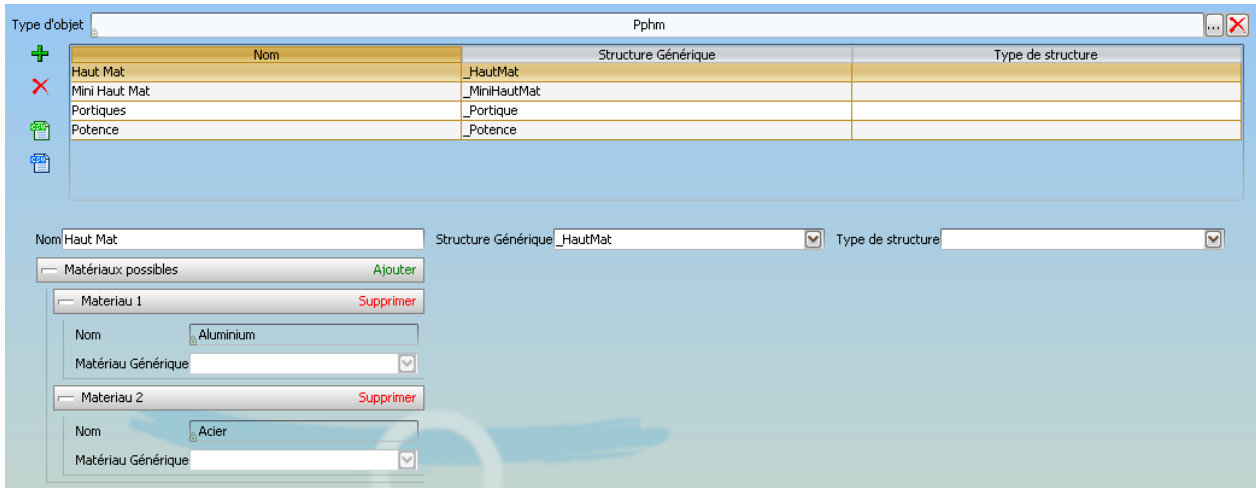 Type d'objet Pphm ...
Nom Structure Générique Type de structure
Haut Mat _HautMat
Mini Haut Mat _MiniHautMat
Portiques _Portique
Potence _Potence
Nom Haut Mat Structure Générique _HautMat Type de structure
Matériaux possibles Ajouter
Materiau 1 Supprimer
Nom Aluminium
Matériau Générique
Materiau 2 Supprimer
Nom Acier
Matériau Générique